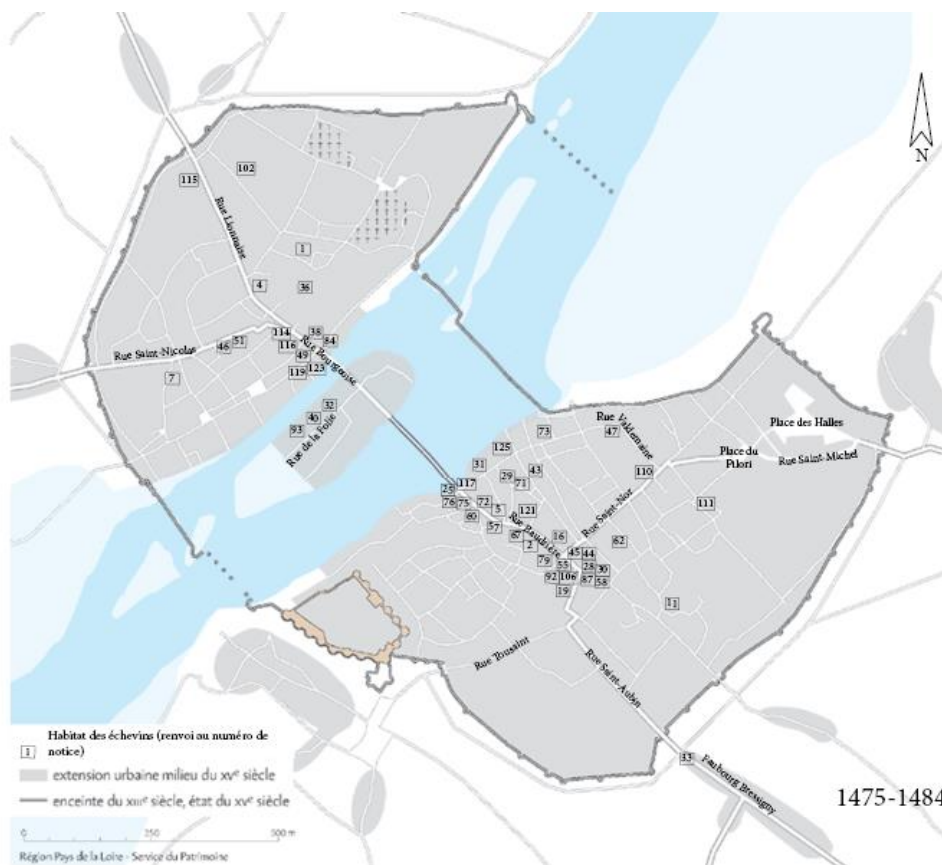 N
102
115
Rue Lionnaise
1
4
36
114
38
84
116
Rue Bourgeoise
46
51
49
Rue Saint-Nicolas
119
123
7
32
46
93
Rue de la Folie
Rue Valdemaine
47
73
125
Place des Halles
Place du Pilori
Rue Saint-Michel
31
43
29
71
110
117
25
76
75
72
5
121
111
60
57
Rue Baudrière
Rue Saint-Nor
67
2
16
62
45
44
79
55
28
30
92
106
87
58
19
11
Rue Toussaint
Rue Saint-Aubin
33
Faubourg Bressigny
1475-1484
Habitat des échevins (renvoi au numéro de
1 notice)
extension urbaine milieu du XVe siècle
enceinte du XIIIe siècle, état du XVe siècle
0 250 500 m
Région Pays de la Loire - Service du Patrimoine